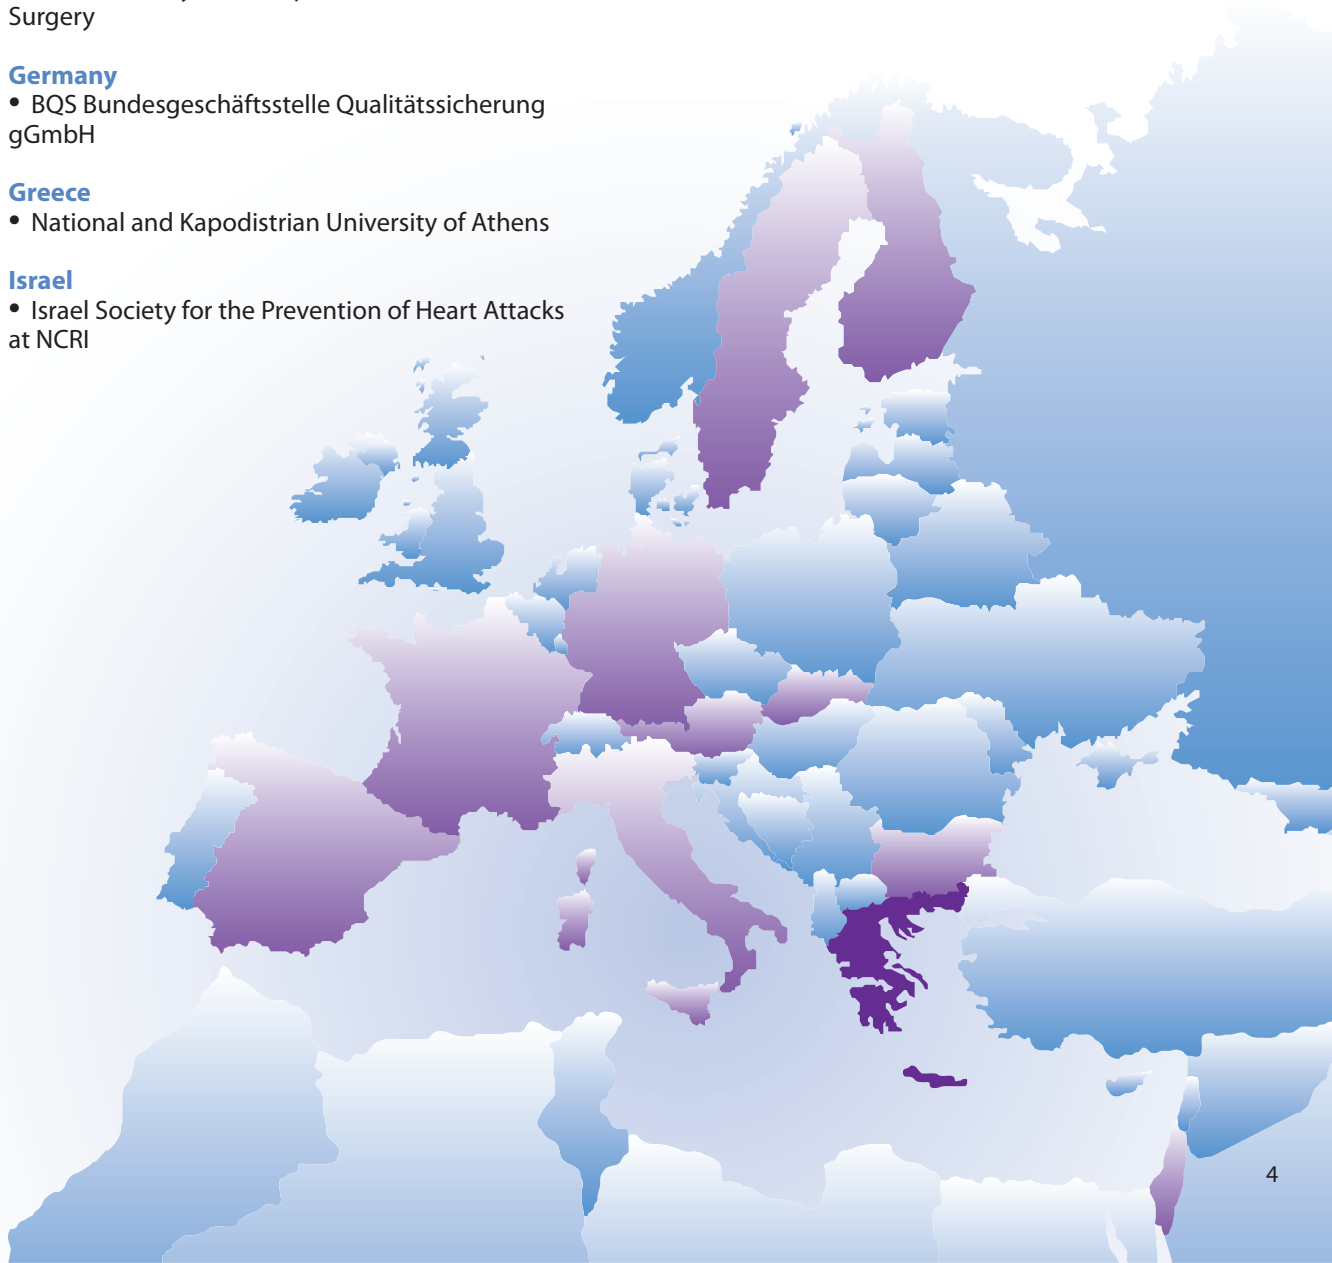 Surgery
Germany
• BQS Bundesgeschäftsstelle Qualitätssicherung
gGmbH
Greece
• National and Kapodistrian University of Athens
Israel
• Israel Society for the Prevention of Heart Attacks
at NCRI
4